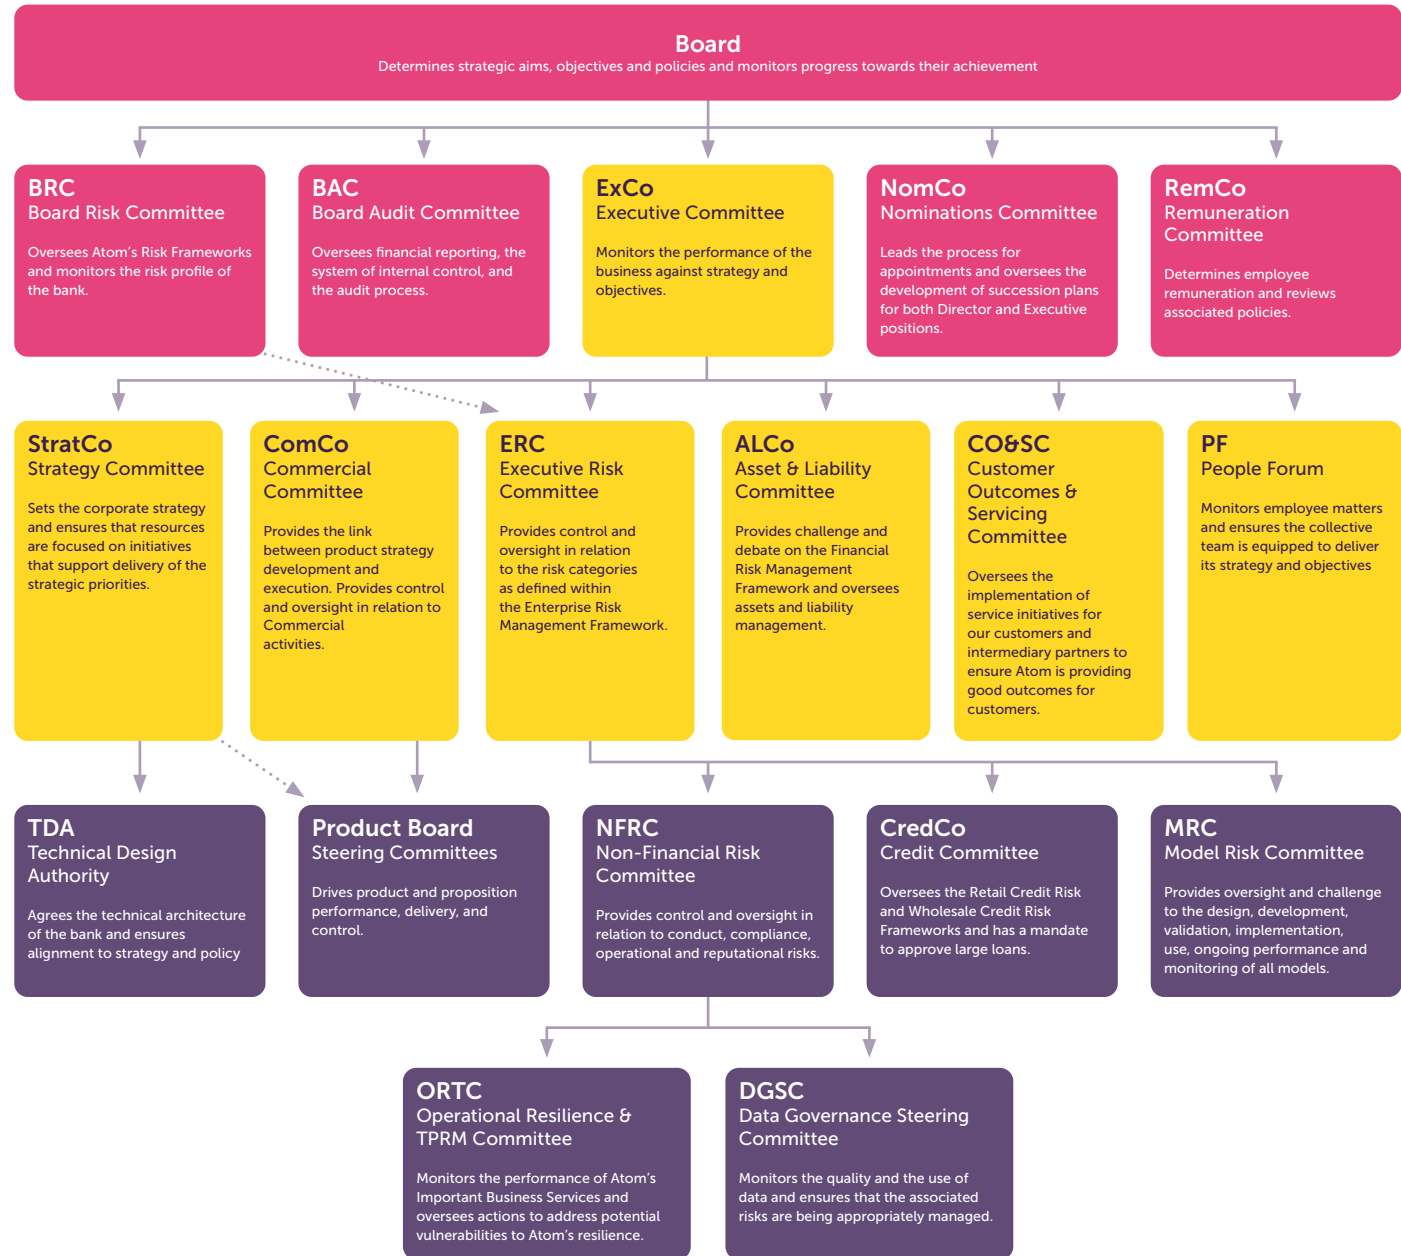 Board
Determines strategic aims, objectives and policies and monitors progress towards their achievement
BRC
Board Risk Committee
Oversees Atom's Risk Frameworks
and monitors the risk profile of
the bank.
BAC
Board Audit Committee
Oversees financial reporting, the
system of internal control, and
the audit process.
ExCo
Executive Committee
Monitors the performance of the
business against strategy and
objectives.
NomCo
Nominations Committee
Leads the process for
appointments and oversees the
development of succession plans
for both Director and Executive
positions.
RemCo
Remuneration
Committee
Determines employee
remuneration and reviews
associated policies.
StratCo
Strategy Committee
Sets the corporate strategy
and ensures that resources
are focused on initiatives
that support delivery of the
strategic priorities.
ComCo
Commercial
Committee
Provides the link
between product strategy
development and
execution. Provides control
and oversight in relation to
Commercial
activities.
ERC
Executive Risk
Committee
Provides control and
oversight in relation
to the risk categories
as defined within
the Enterprise Risk
Management Framework.
ALCo
Asset & Liability
Committee
Provides challenge and
debate on the Financial
Risk Management
Framework and oversees
assets and liability
management.
CO&SC
Customer
Outcomes &
Servicing
Committee
Oversees the
implementation of
service initiatives for
our customers and
intermediary partners to
ensure Atom is providing
good outcomes for
customers.
PF
People Forum
Monitors employee matters
and ensures the collective
team is equipped to deliver
its strategy and objectives
TDA
Technical Design
Authority
Agrees the technical architecture
of the bank and ensures
alignment to strategy and policy
Product Board
Steering Committees
Drives product and proposition
performance, delivery, and
control.
NFRC
Non-Financial Risk
Committee
Provides control and oversight in
relation to conduct, compliance,
operational and reputational risks.
CredCo
Credit Committee
Oversees the Retail Credit Risk
and Wholesale Credit Risk
Frameworks and has a mandate
to approve large loans.
MRC
Model Risk Committee
Provides oversight and challenge
to the design, development,
validation, implementation,
use, ongoing performance and
monitoring of all models.
ORTC
Operational Resilience &
TPRM Committee
Monitors the performance of Atom's
Important Business Services and
oversees actions to address potential
vulnerabilities to Atom's resilience.
DGSC
Data Governance Steering
Committee
Monitors the quality and the use of
data and ensures that the associated
risks are being appropriately managed.